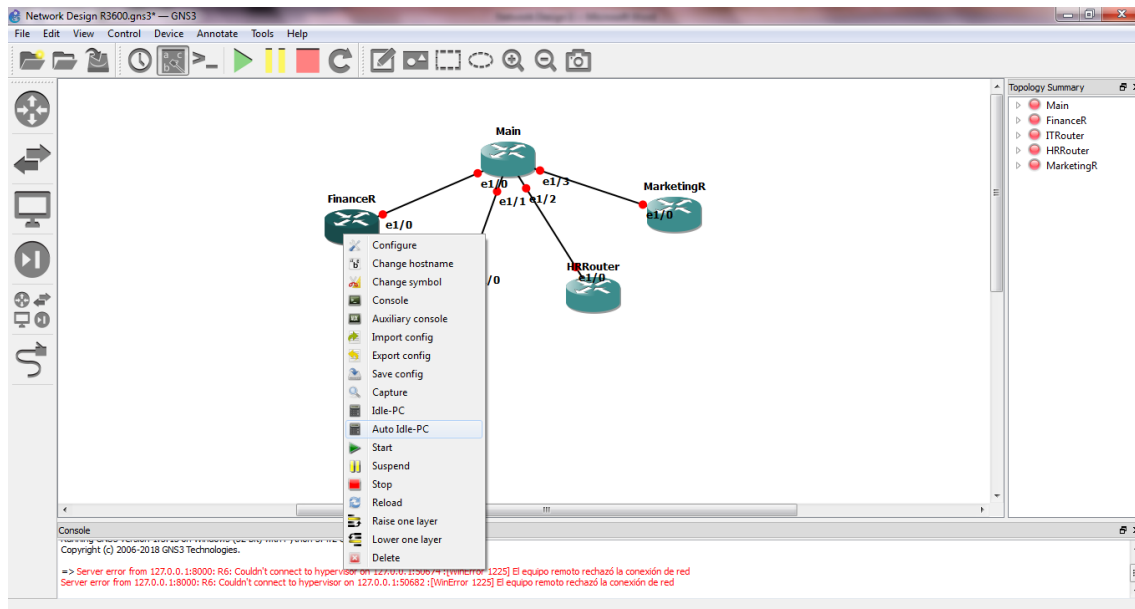 Network Design R3600.gns3* — GNS3
File Edit View Control Device Annotate Tools Help
Topology Summary
Main
FinanceR
ITRouter
HRRouter
MarketingR
Main
e1/0
e1/3
e1/1
e1/2
MarketingR
e1/0
FinanceR
e1/0
HRRouter
e1/0
/0
Configure
Change hostname
Change symbol
Console
Auxiliary console
Import config
Export config
Save config
Capture
Idle-PC
Auto Idle-PC
Start
Suspend
Stop
Reload
Raise one layer
Lower one layer
Delete
Console
Copyright (c) 2006-2018 GNS3 Technologies.
=> Server error from 127.0.0.1:8000: R6: Couldn't connect to hypervisor on 127.0.0.1:50674 :[WinError 1225] El equipo remoto rechazó la conexión de red
Server error from 127.0.0.1:8000: R6: Couldn't connect to hypervisor on 127.0.0.1:50682 :[WinError 1225] El equipo remoto rechazó la conexión de red